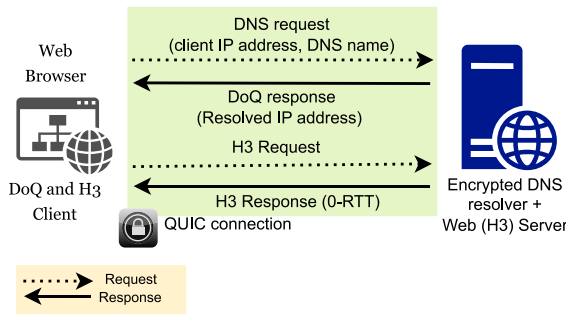 DNS request
(client IP address, DNS name)
Web
Browser
DoQ response
(Resolved IP address)
H3 Request
DoQ and H3
Client
H3 Response (0-RTT)
Encrypted DNS
resolver +
Web (H3) Server
QUIC connection
Request
Response